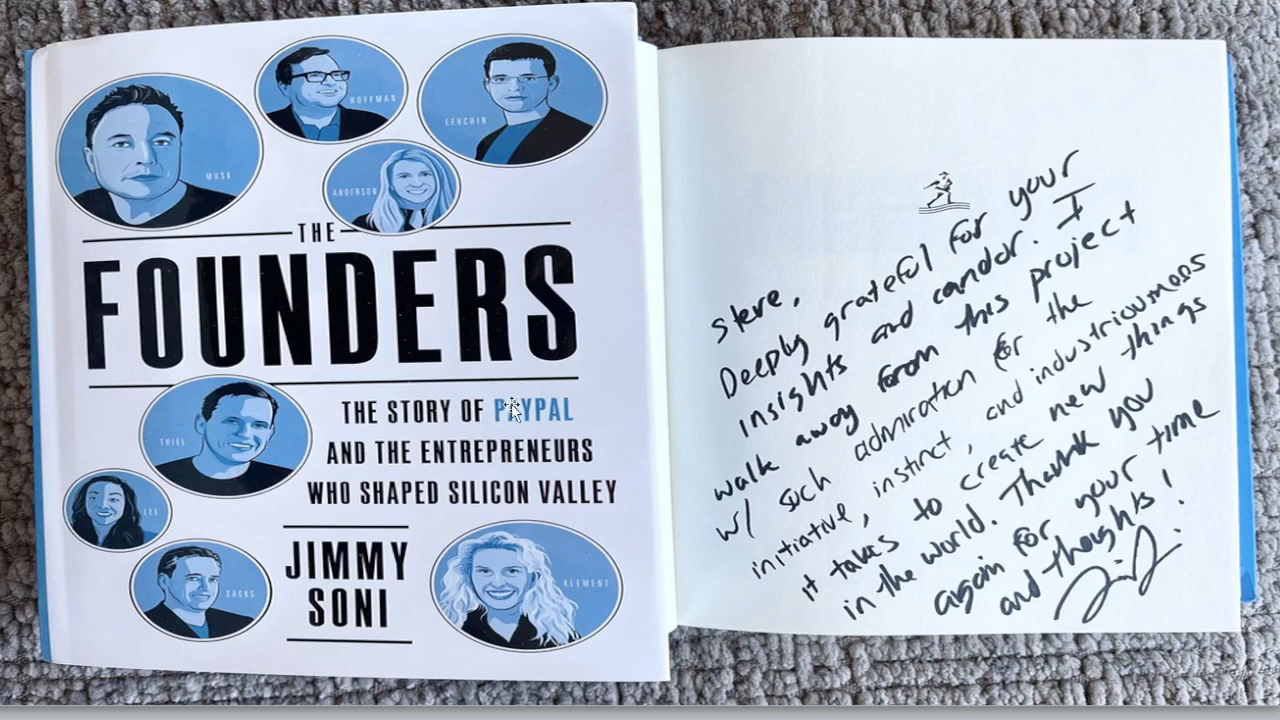 MUSK
HOFFMAN
LEVCHIN
ANDERSON
THE
FOUNDERS
THE STORY OF PAYPAL
AND THE ENTREPRENEURS
WHO SHAPED SILICON VALLEY
THIEL
LEE
SACKS
JIMMY
SONI
KLEMENT
Steve,
Deeply grateful for your
insights and candor. I
walk away from this project
w/ such admiration for the
initiative, instinct, and industriousness
it takes to create new things
in the world. Thank you
again for your time
and thoughts!